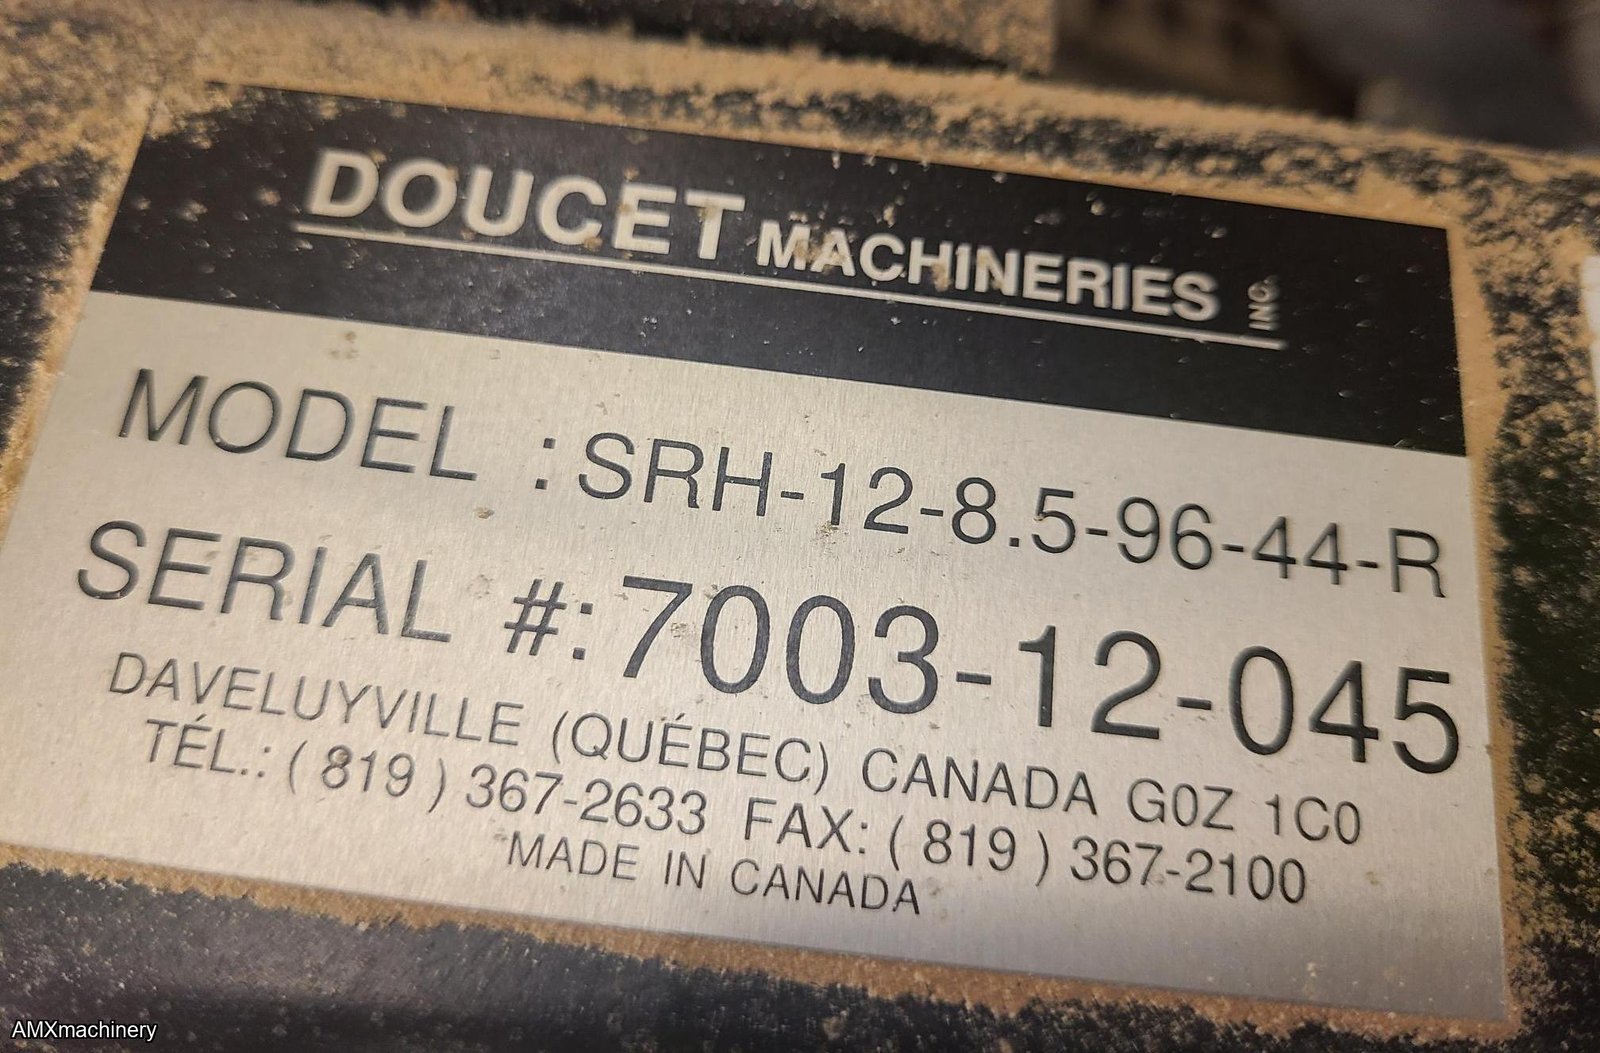 DOUCET MACHINERIES INC.
MODEL : SRH-12-8.5-96-44-R
SERIAL #: 7003-12-045
DAVELUYVILLE (QUÉBEC) CANADA G0Z 1C0
TÉL.: ( 819 ) 367-2633 FAX: ( 819 ) 367-2100
MADE IN CANADA
AMXmachinery